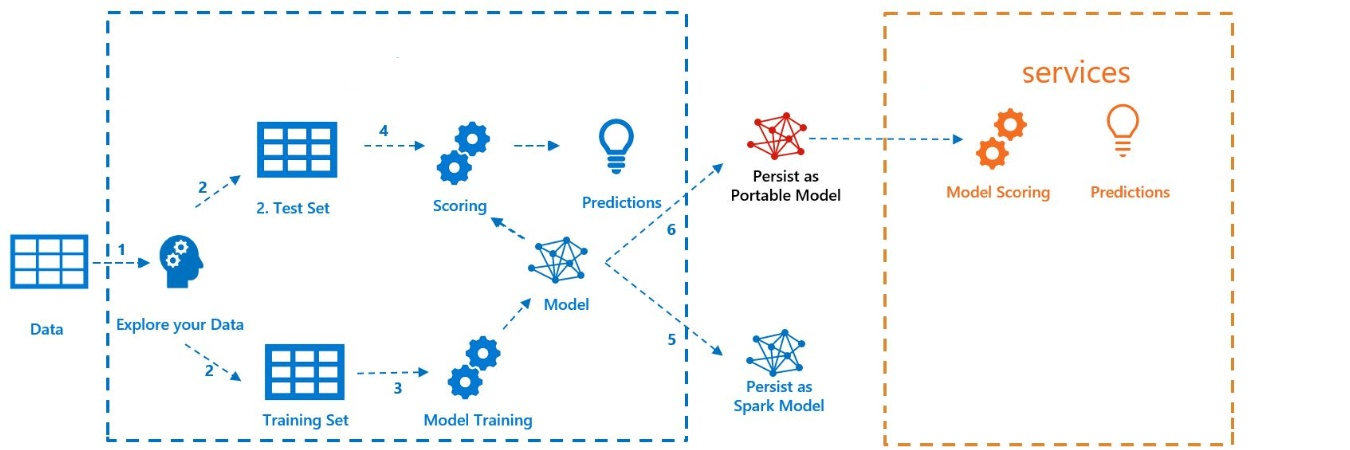 services
4
2
2. Test Set
Scoring
Predictions
Persist as
Portable Model
Model Scoring
Predictions
1
6
Data
Explore your Data
Model
2
3
5
Training Set
Model Training
Persist as
Spark Model